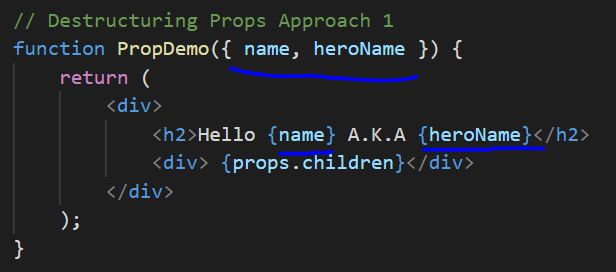 // Destructuring Props Approach 1
function PropDemo({ name, heroName }) {
return (
<div>
<h2>Hello {name} A.K.A {heroName}</h2>
<div> {props.children}</div>
</div>
);
}